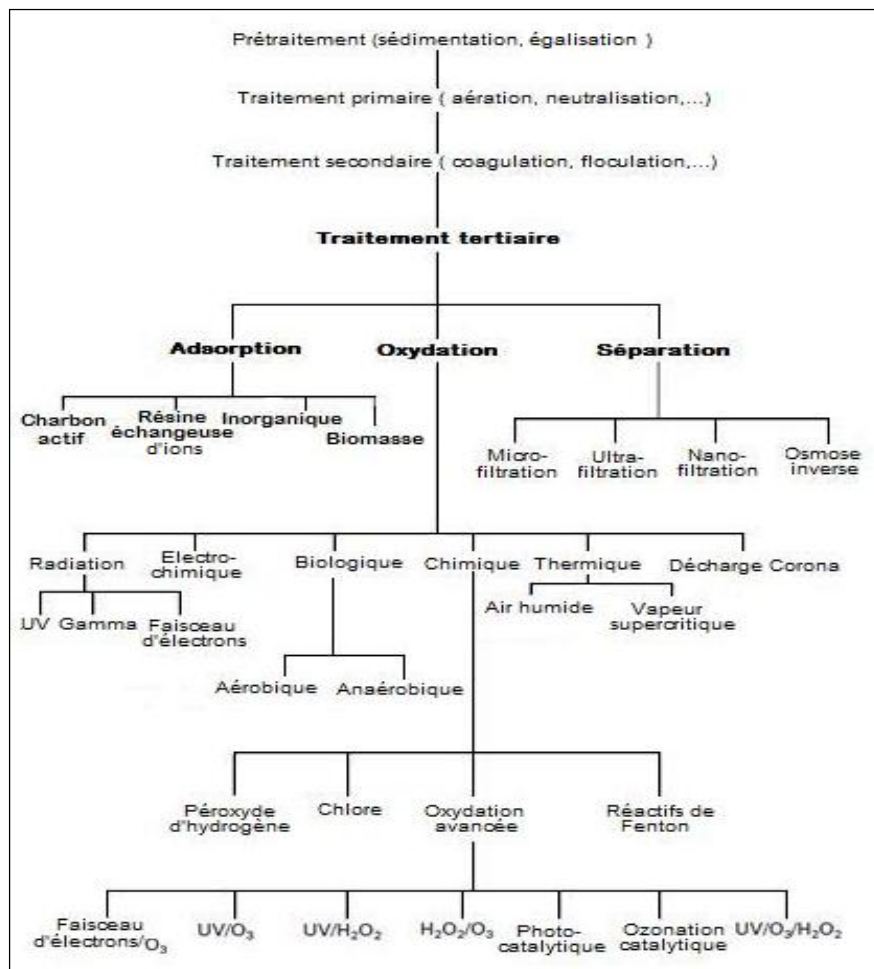 Prétraitement (sédimentation, égalisation )
Traitement primaire ( aération, neutralisation,...)
Traitement secondaire ( coagulation, floculation,...)
Traitement tertiaire
Adsorption
Oxydation
Séparation
Charbon
actif
Résine
échangeuse
d'ions
Inorganique
Biomasse
Micro-
filtration
Ultra-
filtration
Nano-
filtration
Osmose
inverse
Radiation
Electro-
chimique
Biologique
Chimique
Thermique
Décharge Corona
UV
Gamma
Faisceau
d'électrons
Air humide
Vapeur
supercritique
Aérobique
Anaérobique
Péroxyde
d'hydrogène
Chlore
Oxydation
avancée
Réactifs de
Fenton
Faisceau
d'électrons/O₃
UV/O₃
UV/H₂O₂
H₂O₂/O₃
Photo-
catalytique
Ozonation
catalytique
UV/O₃/H₂O₂